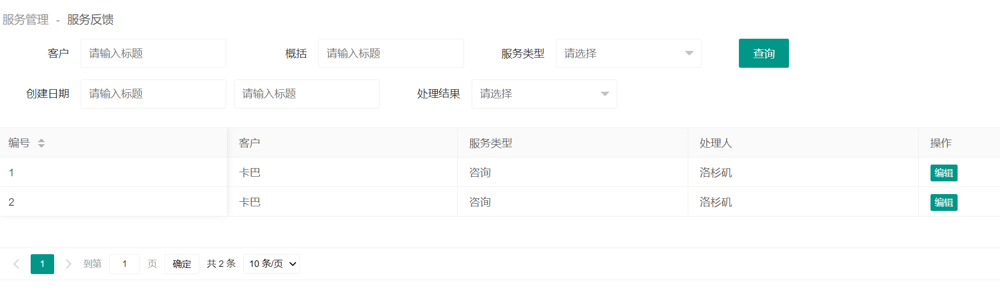 服务管理 - 服务反馈
客户 请输入标题 概括 请输入标题 服务类型 请选择 查询
创建日期 请输入标题 请输入标题 处理结果 请选择
编号 客户 服务类型 处理人 操作
1 卡巴 咨询 洛杉矶 编辑
2 卡巴 咨询 洛杉矶 编辑
1 到第 1 页 确定 共 2 条 10 条/页